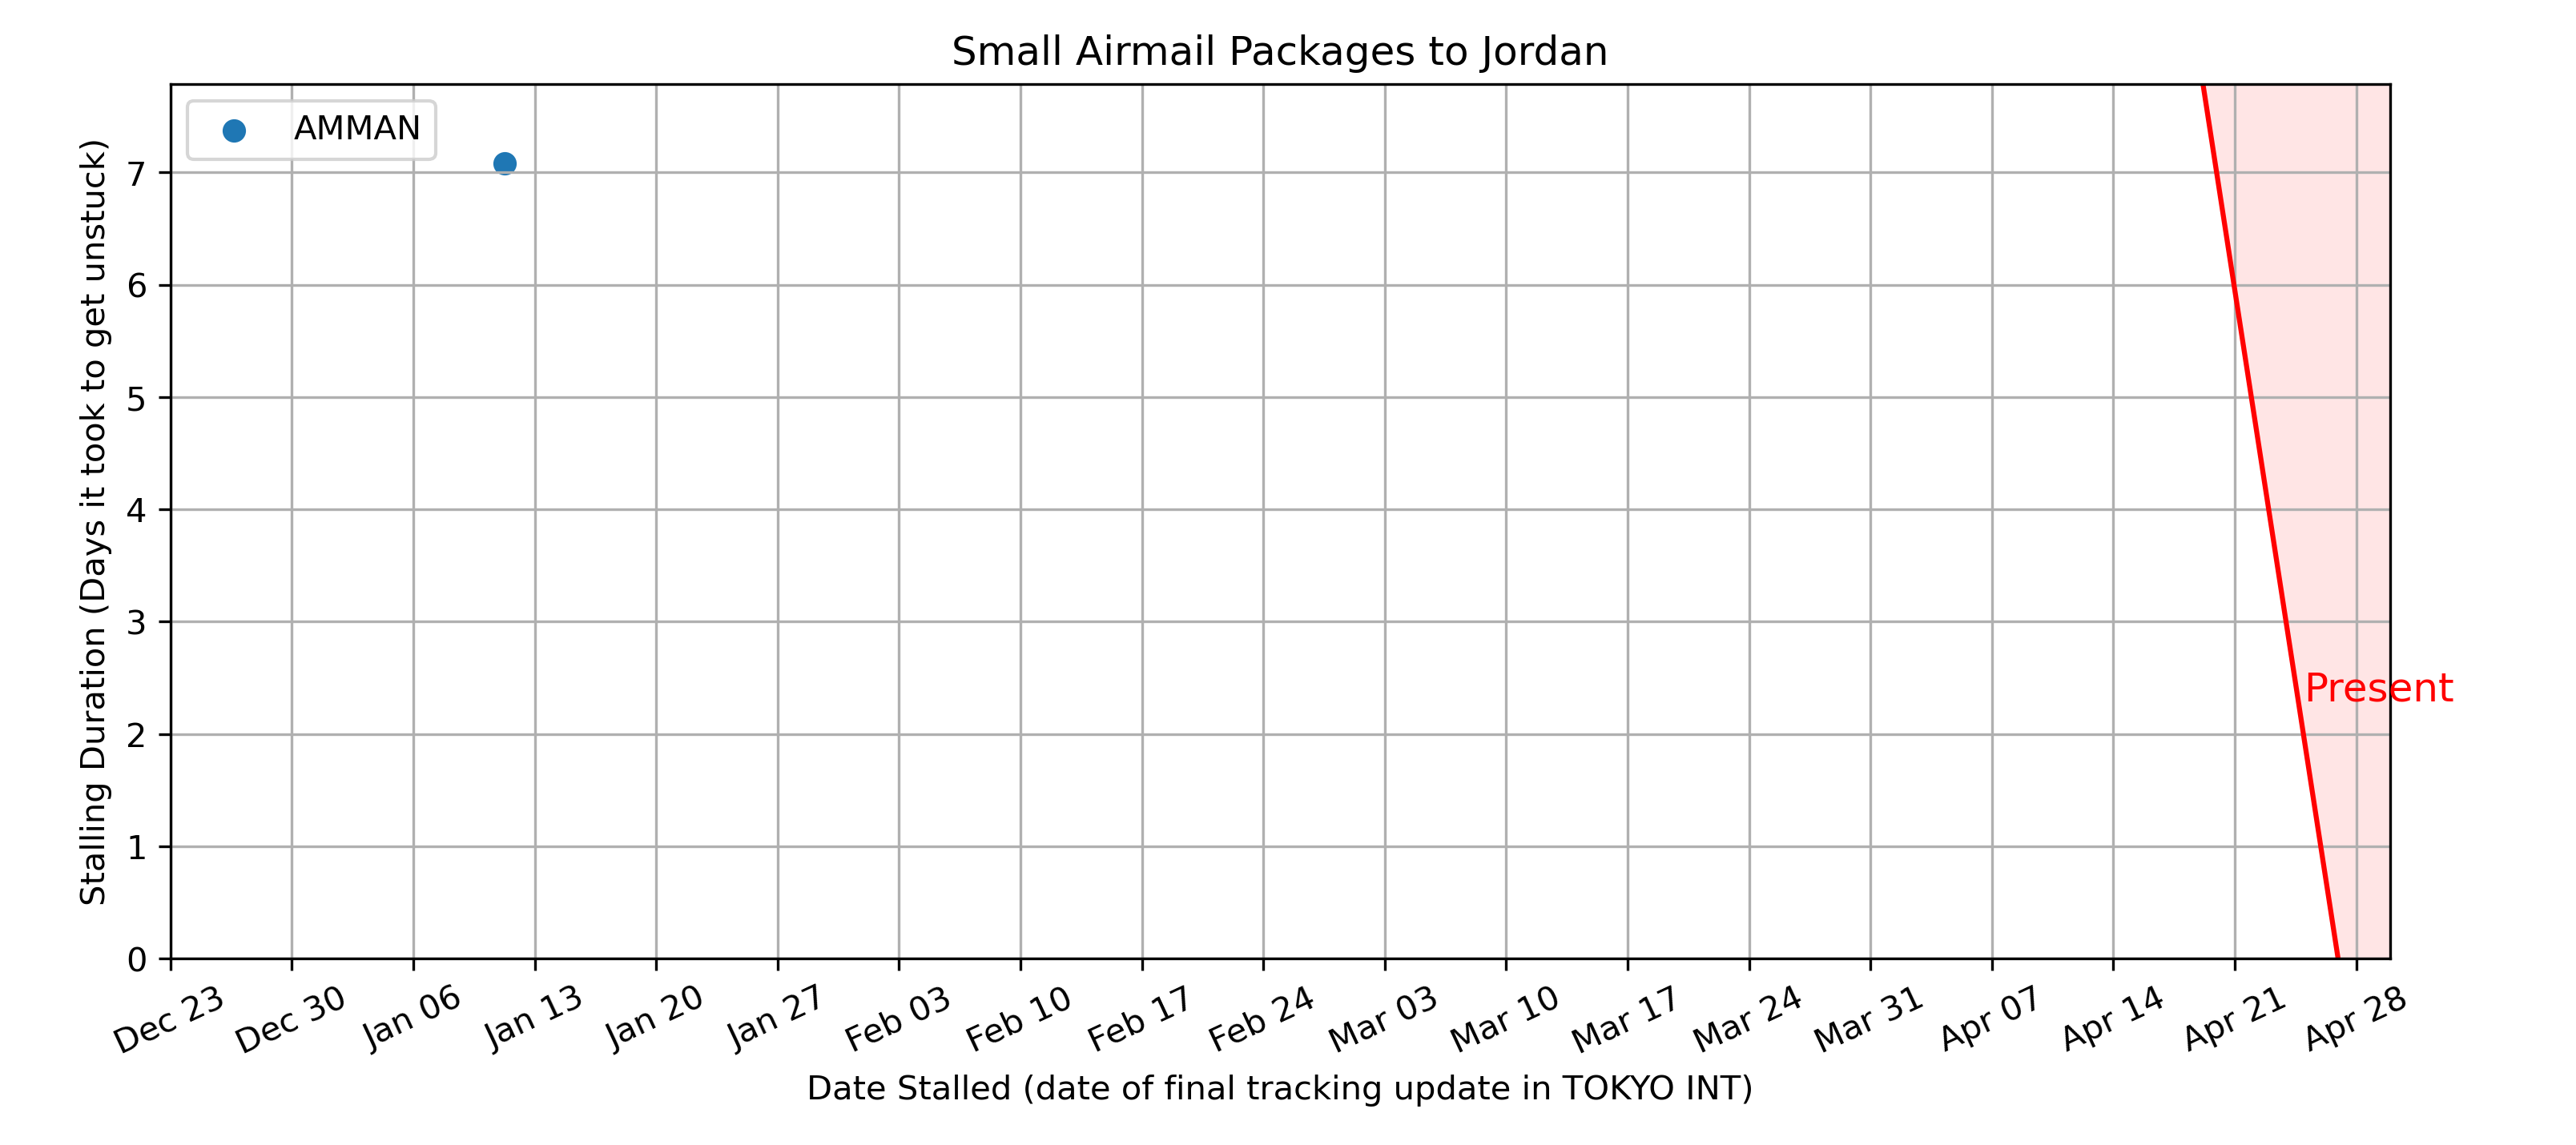 Small Airmail Packages to Jordan
AMMAN
Stalling Duration (Days it took to get unstuck)
7
6
5
4
3
2
1
0
Present
Dec 23
Dec 30
Jan 06
Jan 13
Jan 20
Jan 27
Feb 03
Feb 10
Feb 17
Feb 24
Mar 03
Mar 10
Mar 17
Mar 24
Mar 31
Apr 07
Apr 14
Apr 21
Apr 28
Date Stalled (date of final tracking update in TOKYO INT)